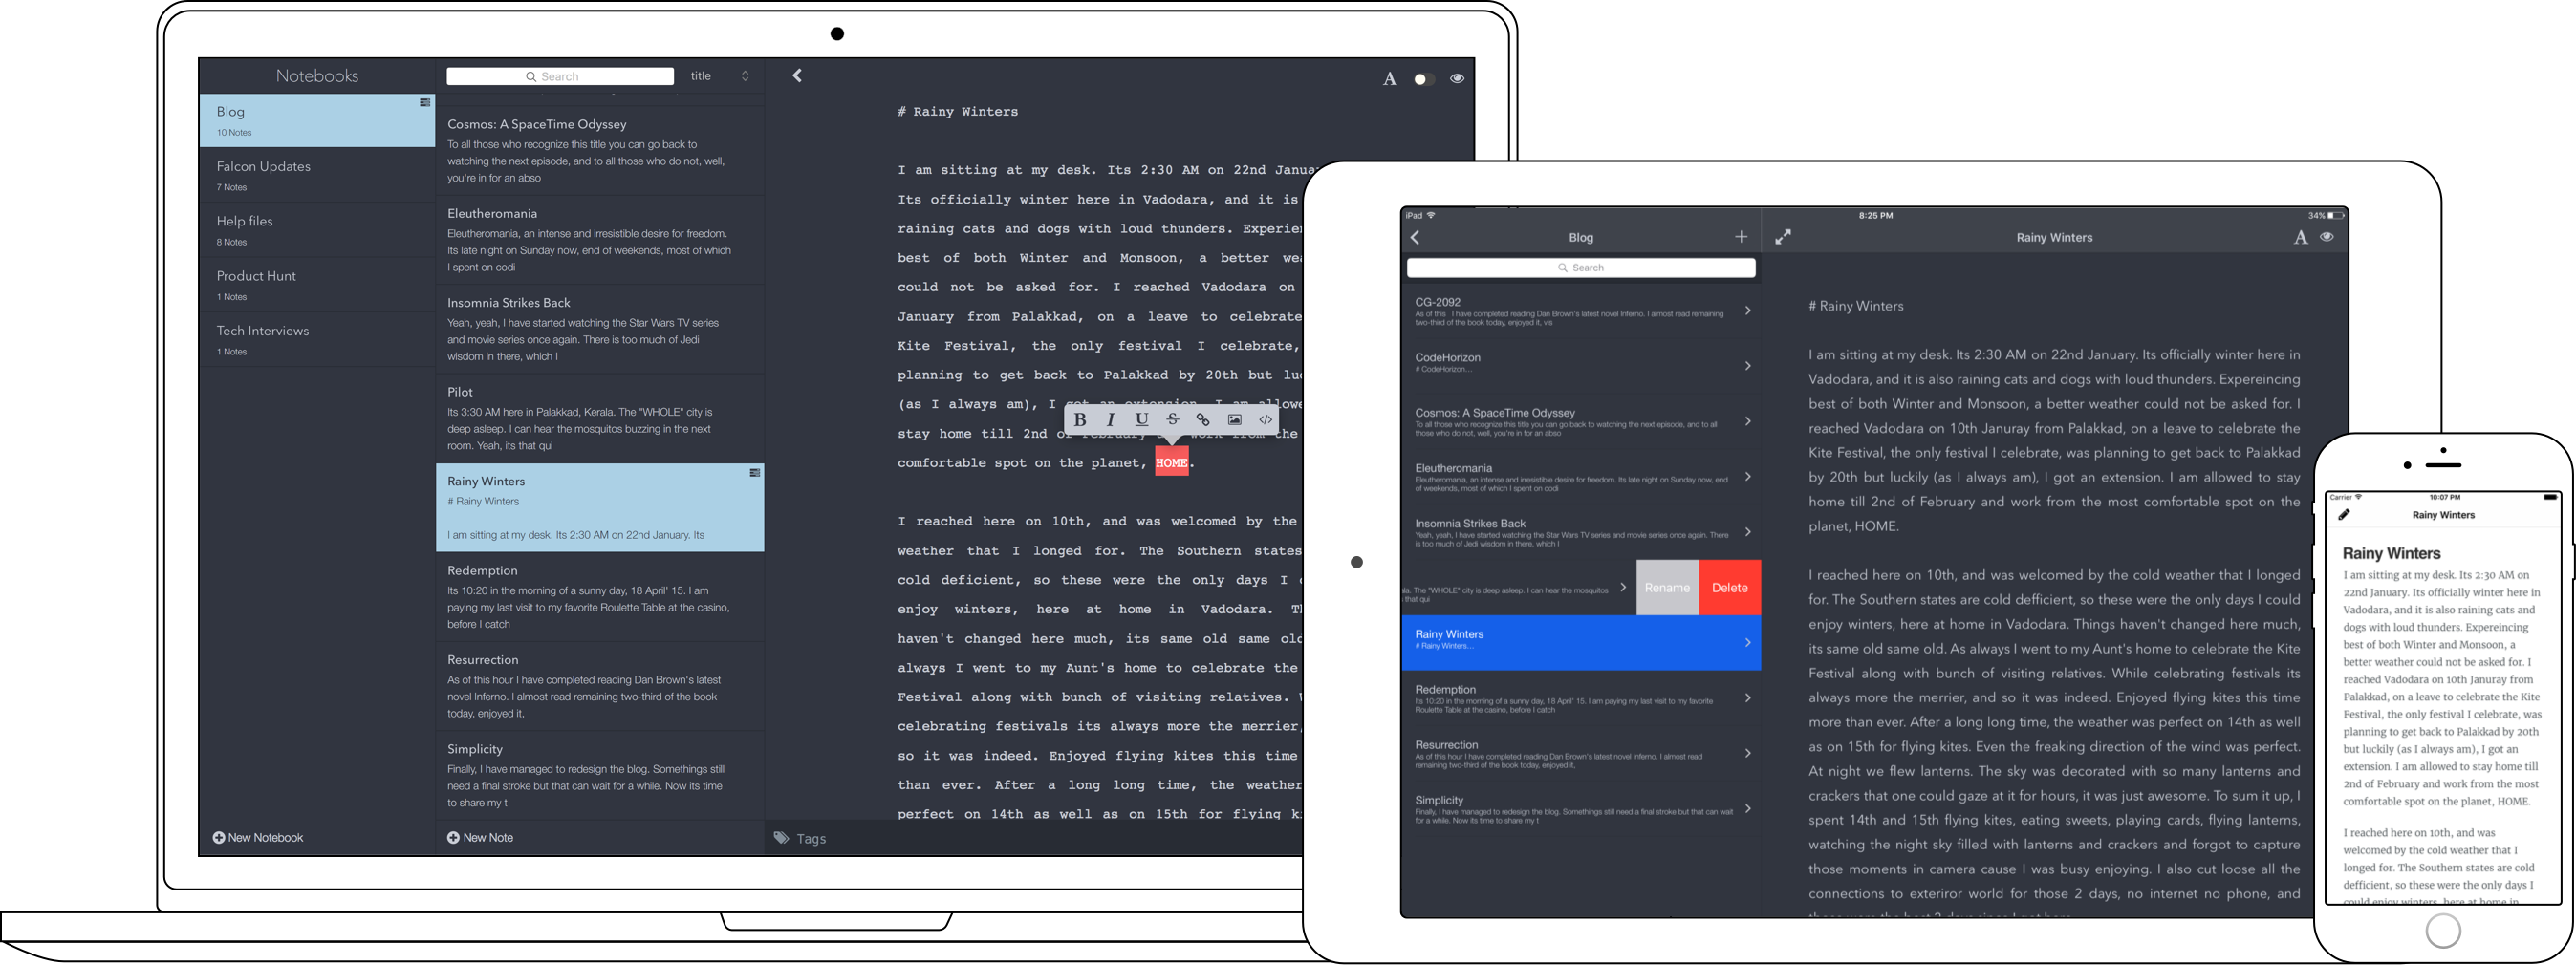 Notebooks
Blog
10 Notes
Falcon Updates
7 Notes
Help files
8 Notes
Product Hunt
1 Notes
Tech Interviews
1 Notes
New Notebook
Search
title
Cosmos: A SpaceTime Odyssey
To all those who recognize this title you can go back to
watching the next episode, and to all those who do not, well,
you're in for an abso
Eleutheromania
Eleutheromania, an intense and irresistible desire for freedom.
Its late night on Sunday now, end of weekends, most of which
I spent on codi
Insomnia Strikes Back
Yeah, yeah, I have started watching the Star Wars TV series
and movie series once again. There is too much of Jedi
wisdom in there, which I
Pilot
Its 3:30 AM here in Palakkad, Kerala. The "WHOLE" city is
deep asleep. I can hear the mosquitos buzzing in the next
room. Yeah, its that qui
Rainy Winters
# Rainy Winters
I am sitting at my desk. Its 2:30 AM on 22nd January. Its
Redemption
Its 10:20 in the morning of a sunny day, 18 April' 15. I am
paying my last visit to my favorite Roulette Table at the casino,
before I catch
Resurrection
As of this hour I have completed reading Dan Brown's latest
novel Inferno. I almost read remaining two-third of the book
today, enjoyed it,
Simplicity
Finally, I have managed to redesign the blog. Somethings still
need a final stroke but that can wait for a while. Now its time
to share my t
New Note
A
# Rainy Winters
I am sitting at my desk. Its 2:30 AM on 22nd Janua
Its officially winter here in Vadodara, and it is
raining cats and dogs with loud thunders. Experien
best of both Winter and Monsoon, a better wea
could not be asked for. I reached Vadodara on
January from Palakkad, on a leave to celebrate
Kite Festival, the only festival I celebrate,
planning to get back to Palakkad by 20th but luc
(as I always am), I got an extension. I am allowe
B I U S </>
stay home till 2nd of February and work from the
comfortable spot on the planet, HOME.
I reached here on 10th, and was welcomed by the
weather that I longed for. The Southern states
cold deficient, so these were the only days I
enjoy winters, here at home in Vadodara. Th
haven't changed here much, its same old same old
always I went to my Aunt's home to celebrate the
Festival along with bunch of visiting relatives.
celebrating festivals its always more the merrier,
so it was indeed. Enjoyed flying kites this time
than ever. After a long long time, the weather
perfect on 14th as well as on 15th for flying ki
Tags
iPad
8:25 PM
34%
Blog
Search
CG-2092
As of this I have completed reading Dan Brown's latest novel Inferno. I almost read remaining
two-third of the book today, enjoyed it, vis
CodeHorizon
# CodeHorizon...
Cosmos: A SpaceTime Odyssey
To all those who recognize this title you can go back to watching the next episode, and to all
those who do not, well, you're in for an abso
Eleutheromania
Eleutheromania, an intense and irresistible desire for freedom. Its late night on Sunday now, end
of weekends, most of which I spent on codi
Insomnia Strikes Back
Yeah, yeah, I have started watching the Star Wars TV series and movie series once again. There
is too much of Jedi wisdom in there, which I
ala. The "WHOLE" city is deep asleep. I can hear the mosquitos
that qui
Rename
Delete
Rainy Winters
# Rainy Winters...
Redemption
Its 10:20 in the morning of a sunny day, 18 April' 15. I am paying my last visit to my favorite
Roulette Table at the casino, before I catch
Resurrection
As of this hour I have completed reading Dan Brown's latest novel Inferno. I almost read
remaining two-third of the book today, enjoyed it,
Simplicity
Finally, I have managed to redesign the blog. Somethings still need a final stroke but that can wait
for a while. Now its time to share my t
Rainy Winters
A
# Rainy Winters
I am sitting at my desk. Its 2:30 AM on 22nd January. Its officially winter here in
Vadodara, and it is also raining cats and dogs with loud thunders. Expereincing
best of both Winter and Monsoon, a better weather could not be asked for. I
reached Vadodara on 10th Januray from Palakkad, on a leave to celebrate the
Kite Festival, the only festival I celebrate, was planning to get back to Palakkad
by 20th but luckily (as I always am), I got an extension. I am allowed to stay
home till 2nd of February and work from the most comfortable spot on the
planet, HOME.
I reached here on 10th, and was welcomed by the cold weather that I longed
for. The Southern states are cold defficient, so these were the only days I could
enjoy winters, here at home in Vadodara. Things haven't changed here much,
its same old same old. As always I went to my Aunt's home to celebrate the Kite
Festival along with bunch of visiting relatives. While celebrating festivals its
always more the merrier, and so it was indeed. Enjoyed flying kites this time
more than ever. After a long long time, the weather was perfect on 14th as well
as on 15th for flying kites. Even the freaking direction of the wind was perfect.
At night we flew lanterns. The sky was decorated with so many lanterns and
crackers that one could gaze at it for hours, it was just awesome. To sum it up, I
spent 14th and 15th flying kites, eating sweets, playing cards, flying lanterns,
watching the night sky filled with lanterns and crackers and forgot to capture
those moments in camera cause I was busy enjoying. I also cut loose all the
connections to exteriror world for those 2 days, no internet no phone, and
those were the best 2 days since I got here
Carrier
10:07 PM
Rainy Winters
Rainy Winters
I am sitting at my desk. Its 2:30 AM on
22nd January. Its officially winter here in
Vadodara, and it is also raining cats and
dogs with loud thunders. Expereincing
best of both Winter and Monsoon, a
better weather could not be asked for. I
reached Vadodara on 10th Januray from
Palakkad, on a leave to celebrate the Kite
Festival, the only festival I celebrate, was
planning to get back to Palakkad by 20th
but luckily (as I always am), I got an
extension. I am allowed to stay home till
2nd of February and work from the most
comfortable spot on the planet, HOME.
I reached here on 10th, and was
welcomed by the cold weather that I
longed for. The Southern states are cold
defficient, so these were the only days I
could enjoy winters, here at home in